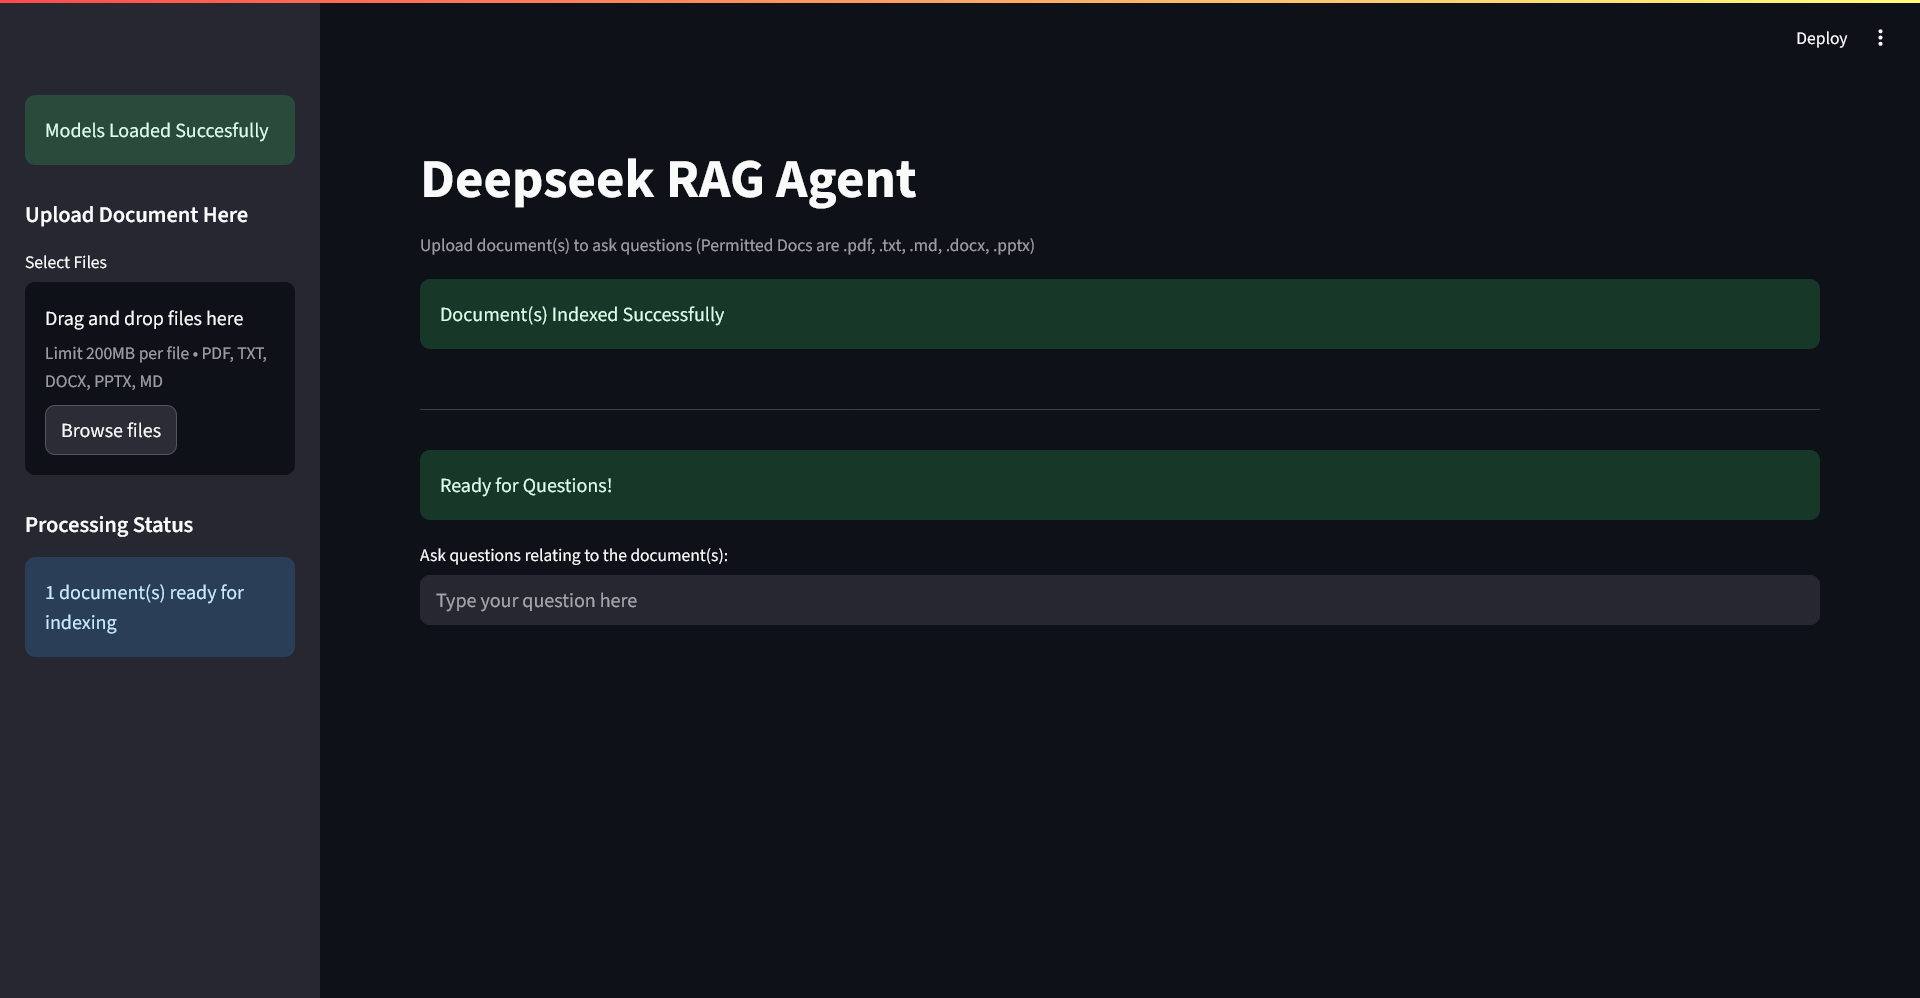 Deploy
Models Loaded Succesfully
Upload Document Here
Select Files
Drag and drop files here
Limit 200MB per file • PDF, TXT,
DOCX, PPTX, MD
Browse files
Processing Status
1 document(s) ready for
indexing
Deepseek RAG Agent
Upload document(s) to ask questions (Permitted Docs are .pdf, .txt, .md, .docx, .pptx)
Document(s) Indexed Successfully
Ready for Questions!
Ask questions relating to the document(s):
Type your question here